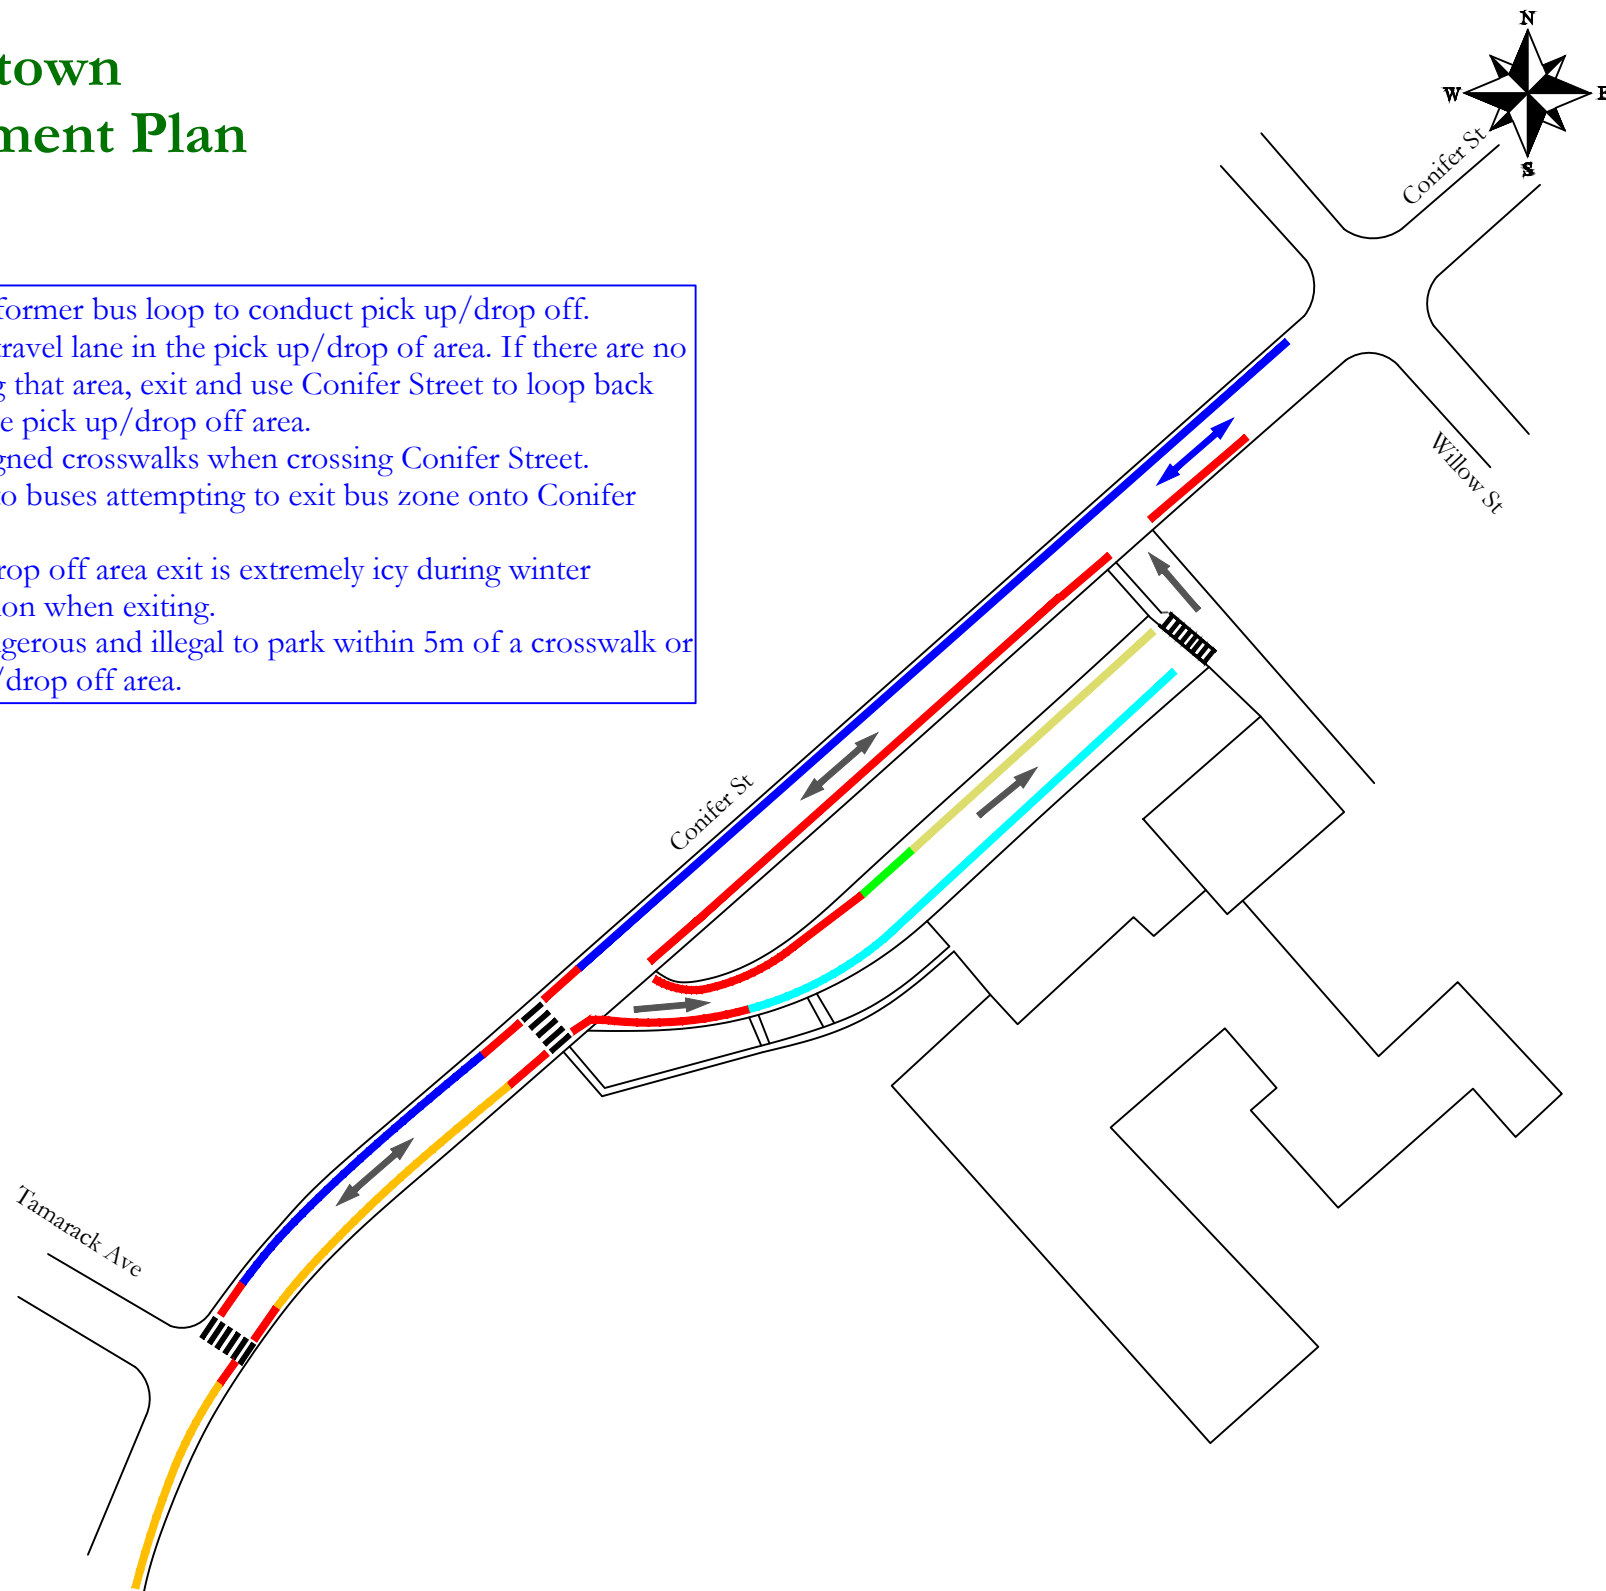 town
ment Plan
N
W
E
S
Conifer St
former bus loop to conduct pick up/drop off.
travel lane in the pick up/drop of area. If there are no
g that area, exit and use Conifer Street to loop back
e pick up/drop off area.
gned crosswalks when crossing Conifer Street.
to buses attempting to exit bus zone onto Conifer
rop off area exit is extremely icy during winter
ion when exiting.
ngerous and illegal to park within 5m of a crosswalk or
/drop off area.
Willow St
Conifer St
Tamarack Ave